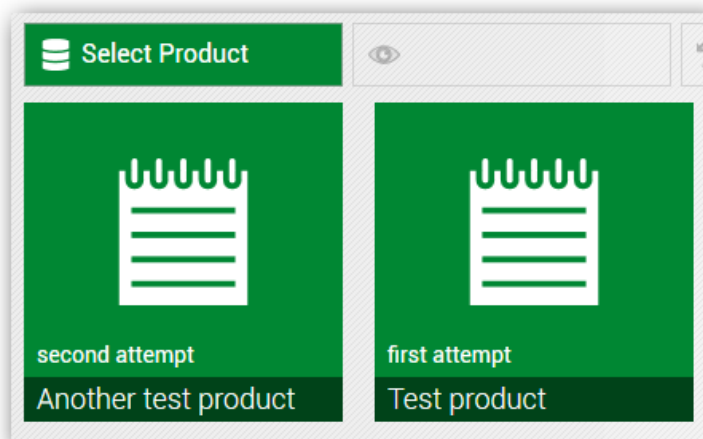 Select Product
second attempt
Another test product
first attempt
Test product